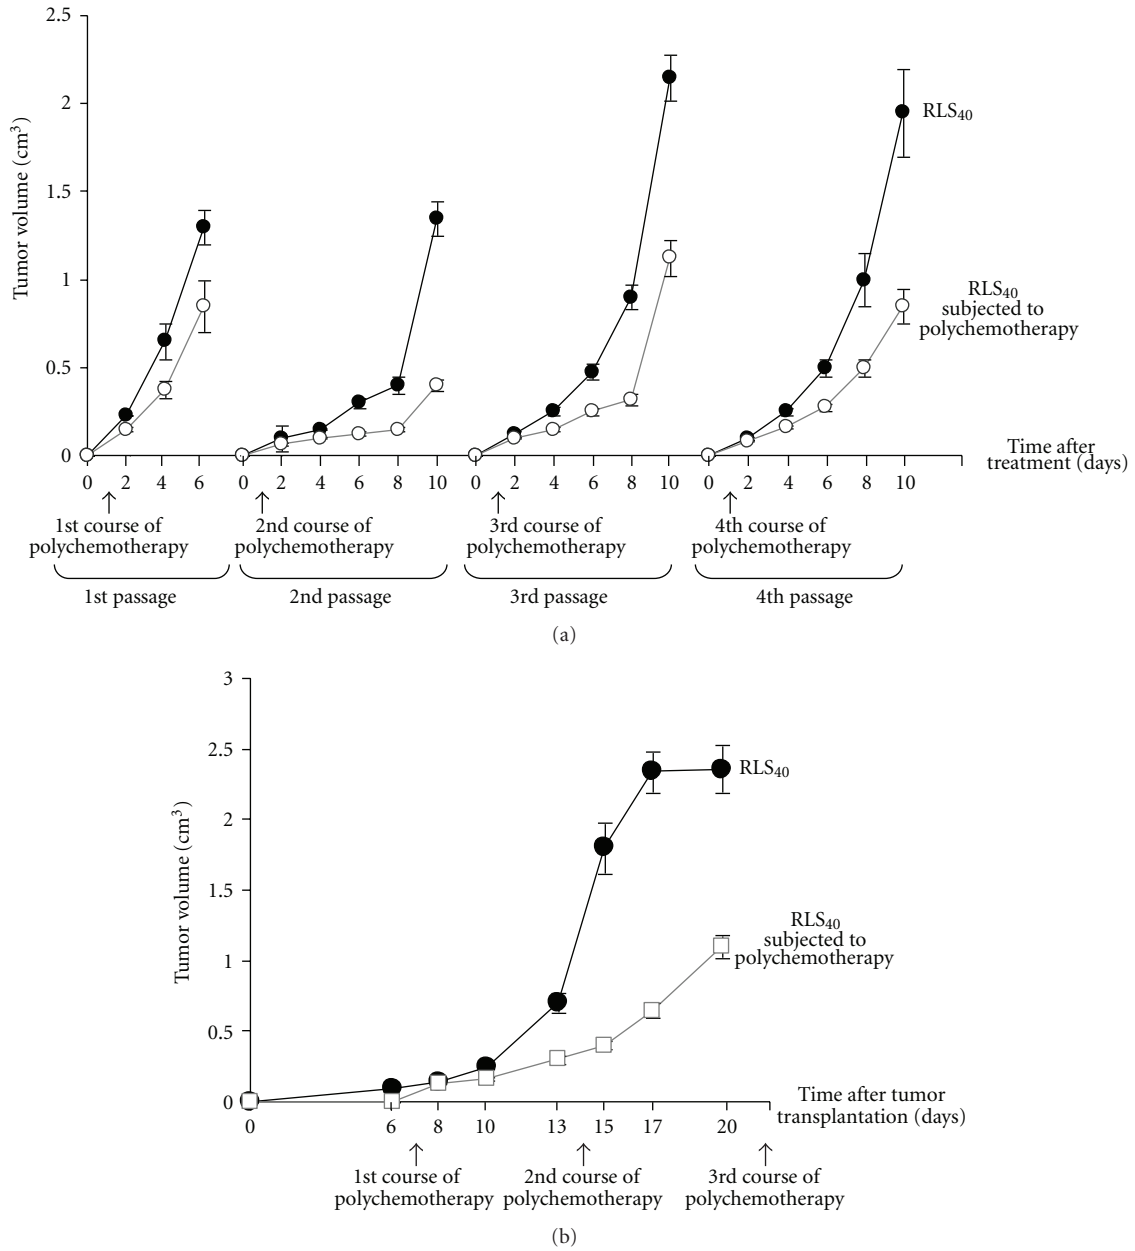 2.5
2
1.5
1
0.5
0
Tumor volume (cm³)
RLS₄₀
RLS₄₀
subjected to
polychemotherapy
Time after
treatment (days)
0 2 4 6 0 2 4 6 8 10 0 2 4 6 8 10 0 2 4 6 8 10
1st course of
polychemotherapy
2nd course of
polychemotherapy
3rd course of
polychemotherapy
4th course of
polychemotherapy
1st passage
2nd passage
3rd passage
4th passage
(a)
3
2.5
2
1.5
1
0.5
0
Tumor volume (cm³)
RLS₄₀
RLS₄₀
subjected to
polychemotherapy
Time after tumor
transplantation (days)
0 6 8 10 13 15 17 20
1st course of
polychemotherapy
2nd course of
polychemotherapy
3rd course of
polychemotherapy
(b)